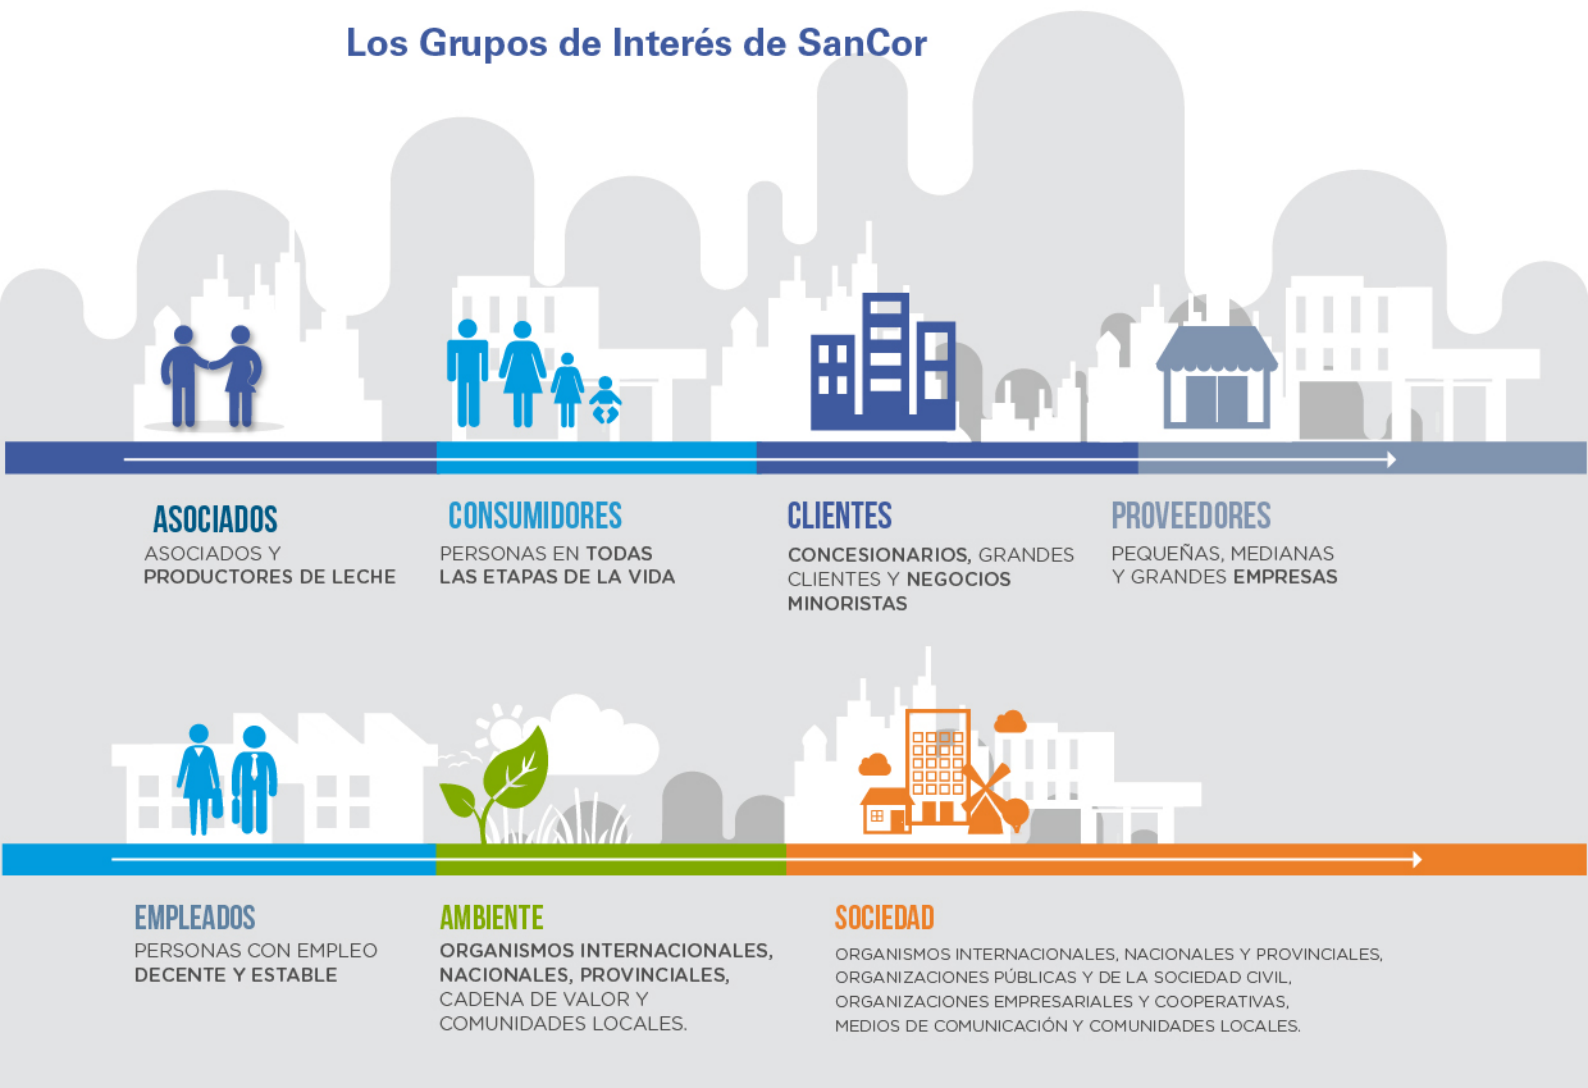 Los Grupos de Interés de SanCor
ASOCIADOS
ASOCIADOS Y
PRODUCTORES DE LECHE
CONSUMIDORES
PERSONAS EN TODAS
LAS ETAPAS DE LA VIDA
CLIENTES
CONCESIONARIOS, GRANDES
CLIENTES Y NEGOCIOS
MINORISTAS
PROVEEDORES
PEQUEÑAS, MEDIANAS
Y GRANDES EMPRESAS
EMPLEADOS
PERSONAS CON EMPLEO
DECENTE Y ESTABLE
AMBIENTE
ORGANISMOS INTERNACIONALES,
NACIONALES, PROVINCIALES,
CADENA DE VALOR Y
COMUNIDADES LOCALES.
SOCIEDAD
ORGANISMOS INTERNACIONALES, NACIONALES Y PROVINCIALES,
ORGANIZACIONES PÚBLICAS Y DE LA SOCIEDAD CIVIL,
ORGANIZACIONES EMPRESARIALES Y COOPERATIVAS,
MEDIOS DE COMUNICACIÓN Y COMUNIDADES LOCALES.